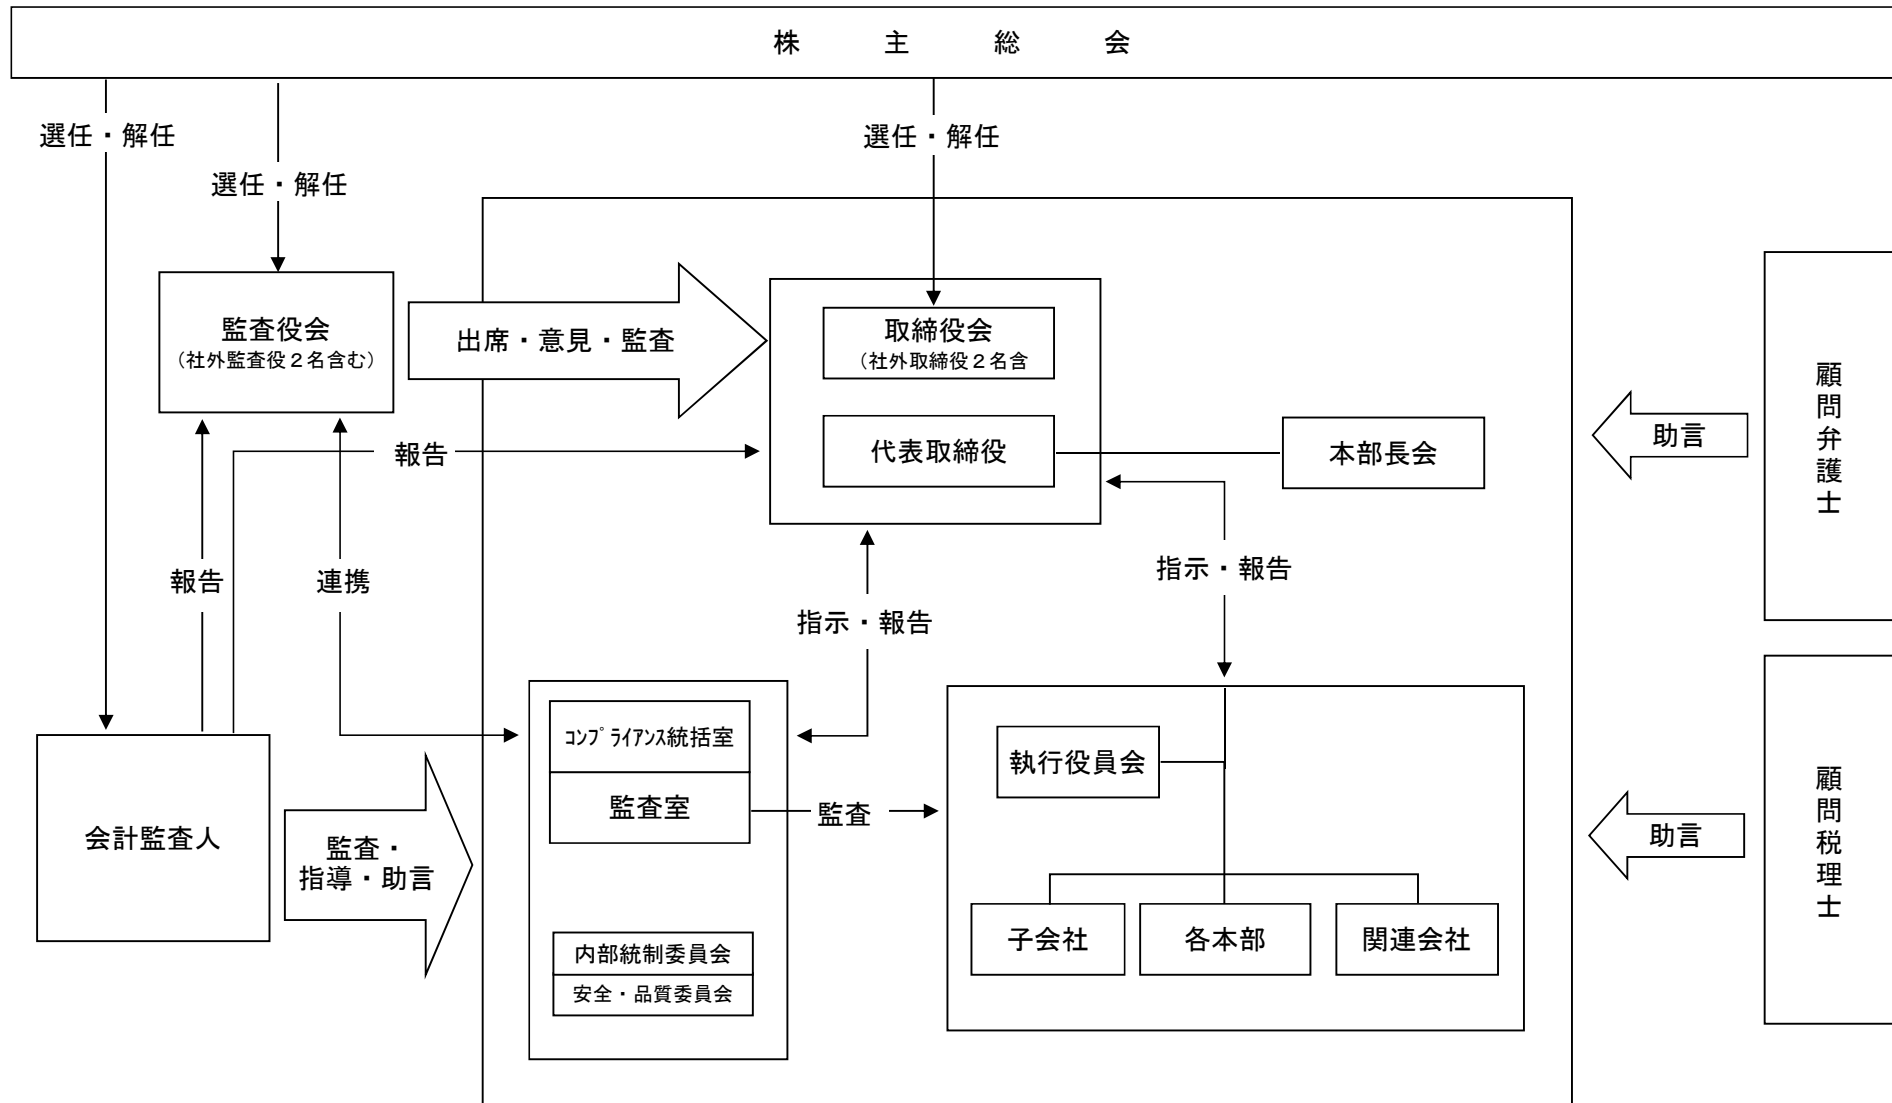 株主総会
選任・解任
選任・解任
選任・解任
監査役会
（社外監査役２名含む）
出席・意見・監査
取締役会
（社外取締役２名含
代表取締役
本部長会
顧問弁護士
助言
報告
報告
連携
指示・報告
指示・報告
ｺﾝﾌﾟﾗｲｱﾝｽ統括室
監査室
監査
執行役員会
会計監査人
監査・
指導・助言
助言
顧問税理士
内部統制委員会
安全・品質委員会
子会社
各本部
関連会社